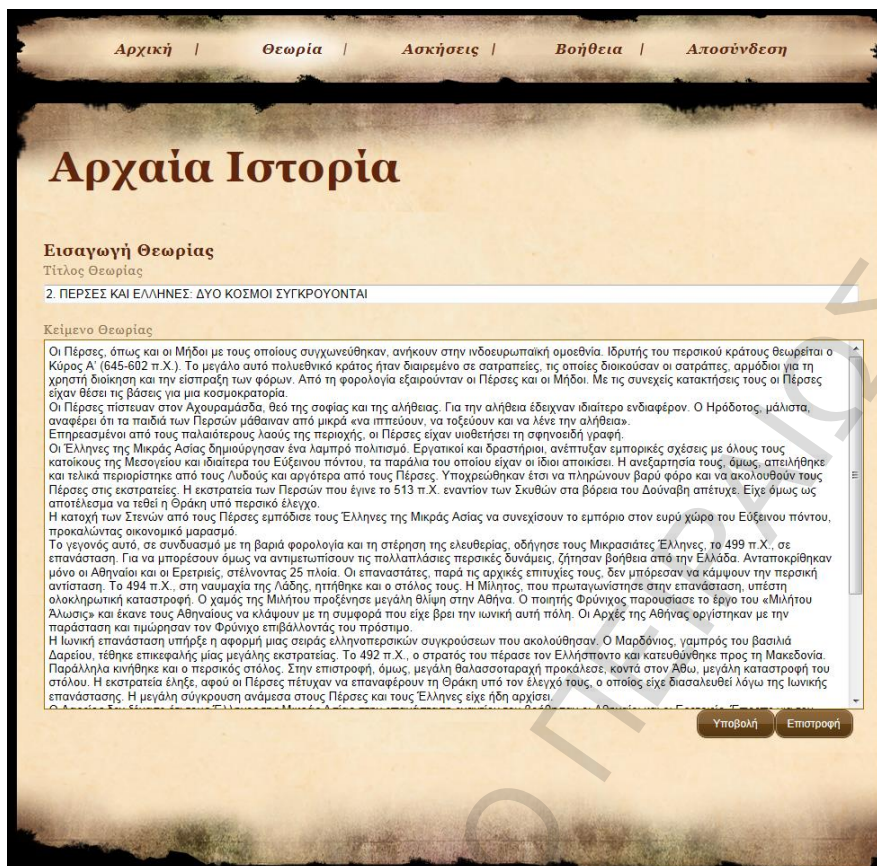 Αρχική | Θεωρία | Ασκήσεις | Βοήθεια | Αποσύνδεση
Αρχαία Ιστορία
Εισαγωγή Θεωρίας
Τίτλος Θεωρίας
2. ΠΕΡΣΕΣ ΚΑΙ ΕΛΛΗΝΕΣ: ΔΥΟ ΚΟΣΜΟΙ ΣΥΓΚΡΟΥΟΝΤΑΙ
Κείμενο Θεωρίας
Οι Πέρσες, όπως και οι Μήδοι με τους οποίους συγχωνεύθηκαν, ανήκουν στην ινδοευρωπαϊκή ομοεθνία. Ιδρυτής του περσικού κράτους θεωρείται ο
Κύρος Α' (645-602 π.Χ.). Το μεγάλο αυτό πολυεθνικό κράτος ήταν διαιρεμένο σε σατραπείες, τις οποίες διοικούσαν οι σατράπες, αρμόδιοι για τη
χρηστή διοίκηση και την είσπραξη των φόρων. Από τη φορολογία εξαιρούνταν οι Πέρσες και οι Μήδοι. Με τις συνεχείς κατακτήσεις τους οι Πέρσες
είχαν θέσει τις βάσεις για μια κοσμοκρατορία.
Οι Πέρσες πίστευαν στον Αχουραμάσδα, θεό της σοφίας και της αλήθειας. Για την αλήθεια έδειχναν ιδιαίτερο ενδιαφέρον. Ο Ηρόδοτος, μάλιστα,
αναφέρει ότι τα παιδιά των Περσών μάθαιναν από μικρά «να ιππεύουν, να τοξεύουν και να λένε την αλήθεια».
Επηρεασμένοι από τους παλαιότερους λαούς της περιοχής, οι Πέρσες είχαν υιοθετήσει τη σφηνοειδή γραφή.
Οι Έλληνες της Μικράς Ασίας δημιούργησαν ένα λαμπρό πολιτισμό. Εργατικοί και δραστήριοι, ανέπτυξαν εμπορικές σχέσεις με όλους τους
κατοίκους της Μεσογείου και ιδιαίτερα του Εύξεινου πόντου, τα παράλια του οποίου είχαν οι ίδιοι αποικίσει. Η ανεξαρτησία τους, όμως, απειλήθηκε
και τελικά περιορίστηκε από τους Λυδούς και αργότερα από τους Πέρσες. Υποχρεώθηκαν έτσι να πληρώνουν βαρύ φόρο και να ακολουθούν τους
Πέρσες στις εκστρατείες. Η εκστρατεία των Περσών που έγινε το 513 π.Χ. εναντίον των Σκυθών στα βόρεια του Δούναβη απέτυχε. Είχε όμως ως
αποτέλεσμα να τεθεί η Θράκη υπό περσικό έλεγχο.
Η κατοχή των Στενών από τους Πέρσες εμπόδισε τους Έλληνες της Μικράς Ασίας να συνεχίσουν το εμπόριο στον ευρύ χώρο του Εύξεινου πόντου,
προκαλώντας οικονομικό μαρασμό.
Το γεγονός αυτό, σε συνδυασμό με τη βαριά φορολογία και τη στέρηση της ελευθερίας, οδήγησε τους Μικρασιάτες Έλληνες, το 499 π.Χ., σε
επανάσταση. Για να μπορέσουν όμως να αντιμετωπίσουν τις πολλαπλάσιες περσικές δυνάμεις, ζήτησαν βοήθεια από την Ελλάδα. Ανταποκρίθηκαν
μόνο οι Αθηναίοι και οι Ερετριείς, στέλνοντας 25 πλοία. Οι επαναστάτες, παρά τις αρχικές επιτυχίες τους, δεν μπόρεσαν να κάμψουν την περσική
αντίσταση. Το 494 π.Χ., στη ναυμαχία της Λάδης, ηττήθηκε και ο στόλος τους. Η Μίλητος, που πρωταγωνίστησε στην επανάσταση, υπέστη
ολοκληρωτική καταστροφή. Ο χαμός της Μιλήτου προξένησε μεγάλη θλίψη στην Αθήνα. Ο ποιητής Φρύνιχος παρουσίασε το έργο του «Μιλήτου
Άλωσις» και έκανε τους Αθηναίους να κλάψουν με τη συμφορά που είχε βρει την ιωνική αυτή πόλη. Οι Αρχές της Αθήνας οργίστηκαν με την
παράσταση και τιμώρησαν τον Φρύνιχο επιβάλλοντάς του πρόστιμο.
Η Ιωνική επανάσταση υπήρξε η αφορμή μιας σειράς ελληνοπερσικών συγκρούσεων που ακολούθησαν. Ο Μαρδόνιος, γαμπρός του βασιλιά
Δαρείου, τέθηκε επικεφαλής μίας μεγάλης εκστρατείας. Το 492 π.Χ., ο στρατός του πέρασε τον Ελλήσποντο και κατευθύνθηκε προς τη Μακεδονία.
Παράλληλα κινήθηκε και ο περσικός στόλος. Στην επιστροφή, όμως, μεγάλη θαλασσοταραχή προκάλεσε, κοντά στον Άθω, μεγάλη καταστροφή του
στόλου. Η εκστρατεία έληξε, αφού οι Πέρσες πέτυχαν να επαναφέρουν τη Θράκη υπό τον έλεγχό τους, ο οποίος είχε διασαλευθεί λόγω της Ιωνικής
επανάστασης. Η μεγάλη σύγκρουση ανάμεσα στους Πέρσες και τους Έλληνες είχε ήδη αρχίσει.
Υποβολή Επιστροφή